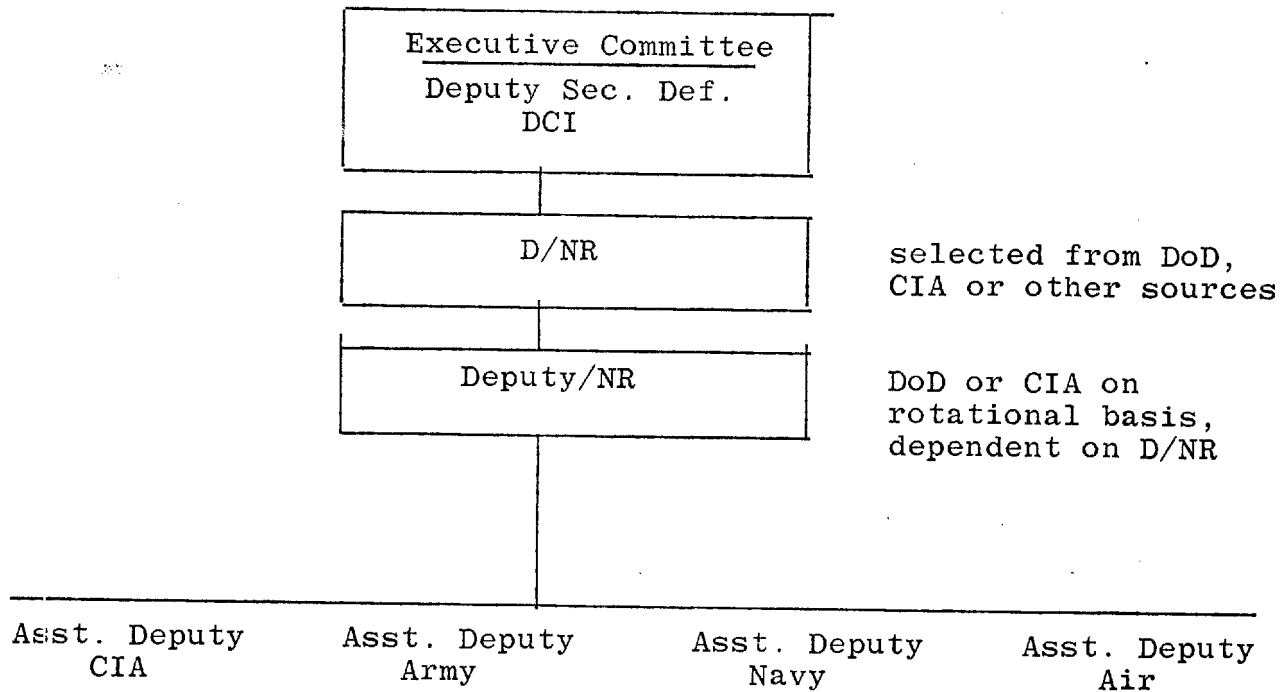 Executive Committee
Deputy Sec. Def.
DCI
D/NR
selected from DoD,
CIA or other sources
Deputy/NR
DoD or CIA on
rotational basis,
dependent on D/NR
Asst. Deputy
CIA
Asst. Deputy
Army
Asst. Deputy
Navy
Asst. Deputy
Air